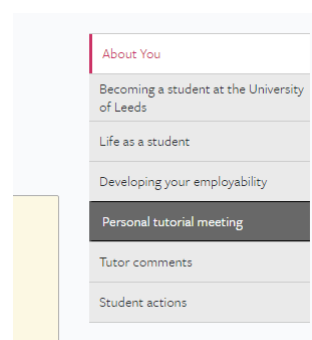 About You
Becoming a student at the University
of Leeds
Life as a student
Developing your employability
Personal tutorial meeting
Tutor comments
Student actions